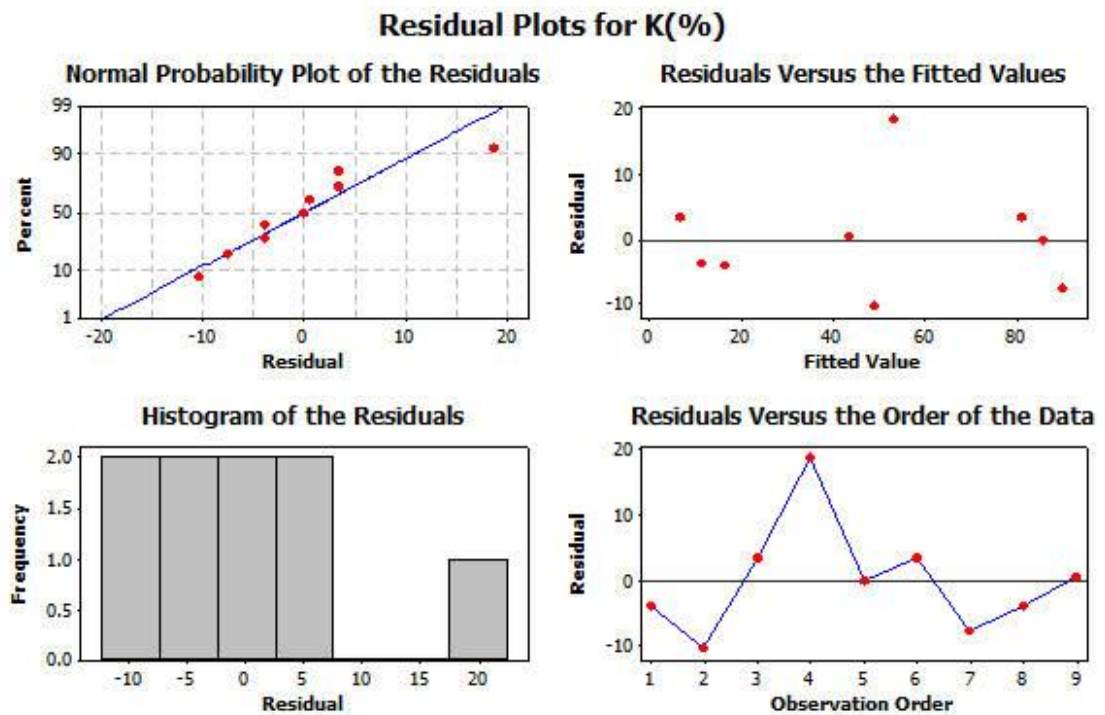 Residual Plots for K(%)
Normal Probability Plot of the Residuals
99
90
50
10
1
Percent
-20 -10 0 10 20
Residual
Residuals Versus the Fitted Values
20
10
0
-10
Residual
0 20 40 60 80
Fitted Value
Histogram of the Residuals
2.0
1.5
1.0
0.5
0.0
Frequency
-10 -5 0 5 10 15 20
Residual
Residuals Versus the Order of the Data
20
10
0
-10
Residual
1 2 3 4 5 6 7 8 9
Observation Order